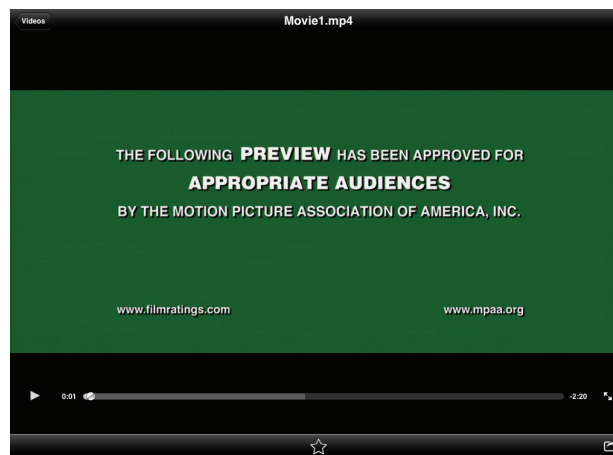 Videos
Movie1.mp4
THE FOLLOWING PREVIEW HAS BEEN APPROVED FOR
APPROPRIATE AUDIENCES
BY THE MOTION PICTURE ASSOCIATION OF AMERICA, INC.
www.filmratings.com
www.mpaa.org
0:01
-2:20